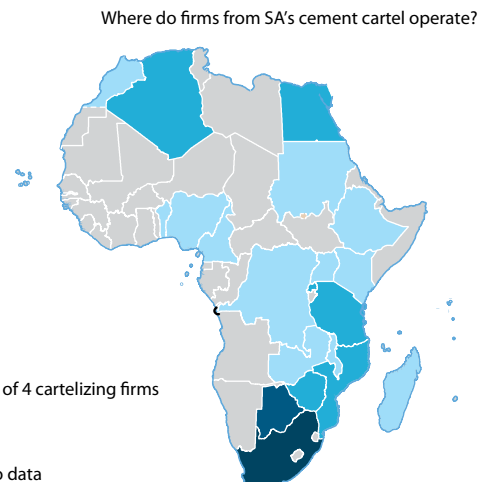 Where do firms from SA's cement cartel operate?
of 4 cartelizing firms
data